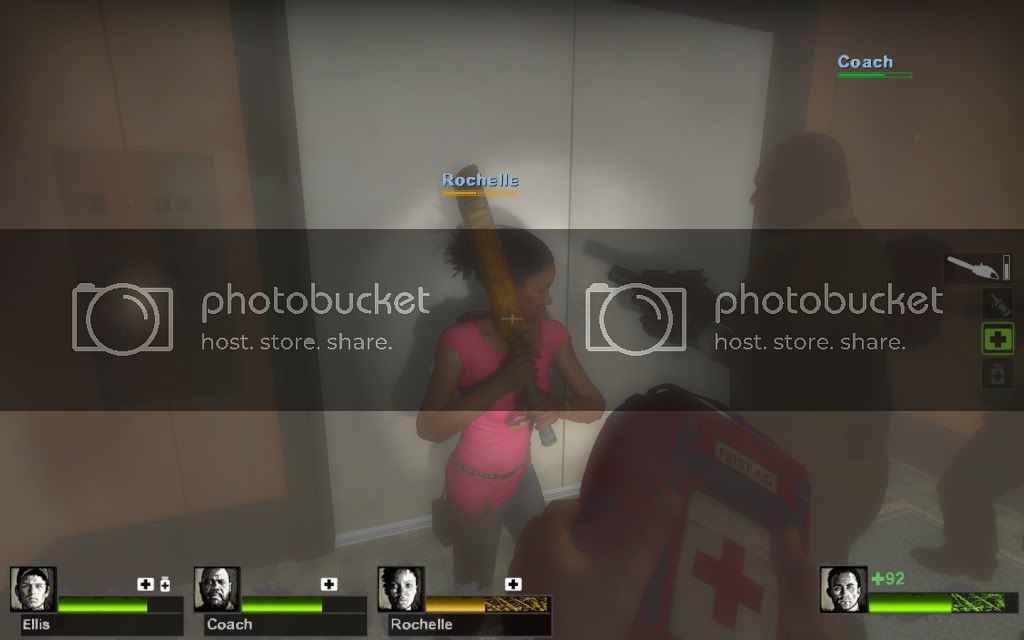 Coach
Rochelle
photobucket photobucket
host. store. share. host. store. share.
FIRST AID
+92
Ellis Coach Rochelle